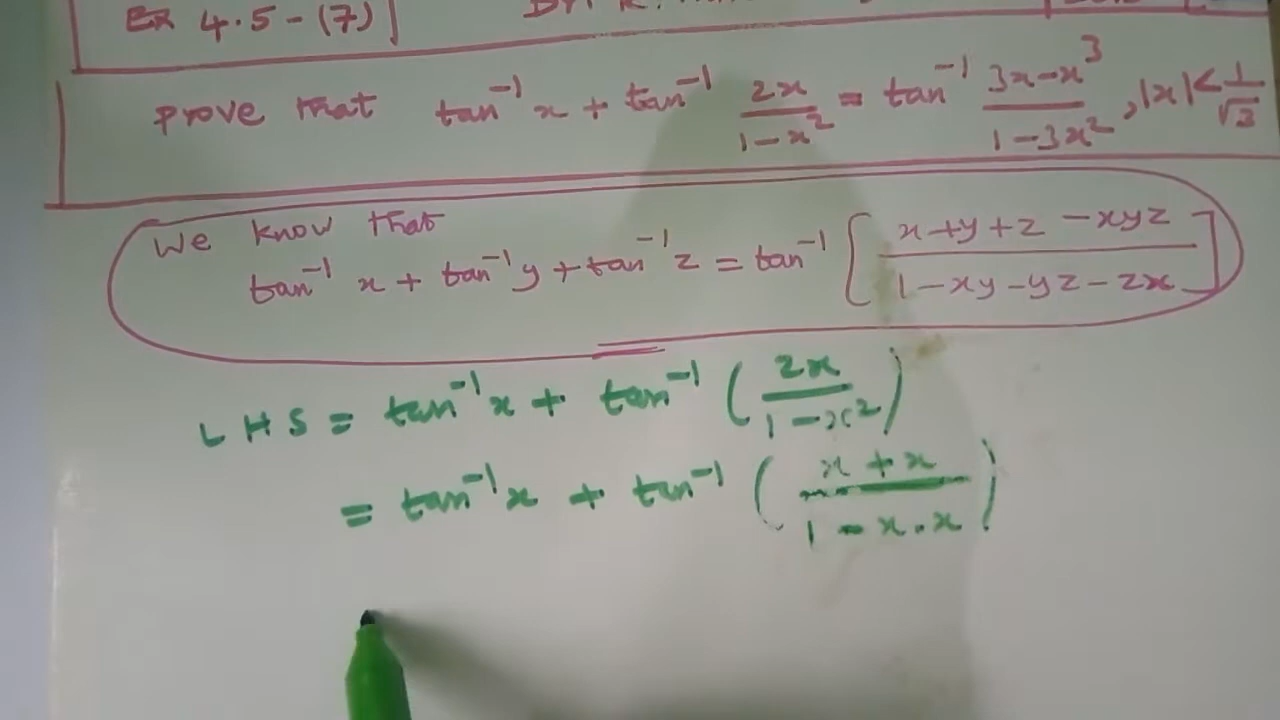 Ex 4.5-(7)]
Prove that tan⁻¹ x + tan⁻¹ 2x/1-x² = tan⁻¹ 3x-x³/1-3x², |x| < 1/√3
We know that
tan⁻¹ x + tan⁻¹ y + tan⁻¹ z = tan⁻¹ [x+y+z-xyz/1-xy-yz-zx]
LHS = tan⁻¹ x + tan⁻¹ (2x/1-x²)
= tan⁻¹ x + tan⁻¹ (x+x/1-x.x)